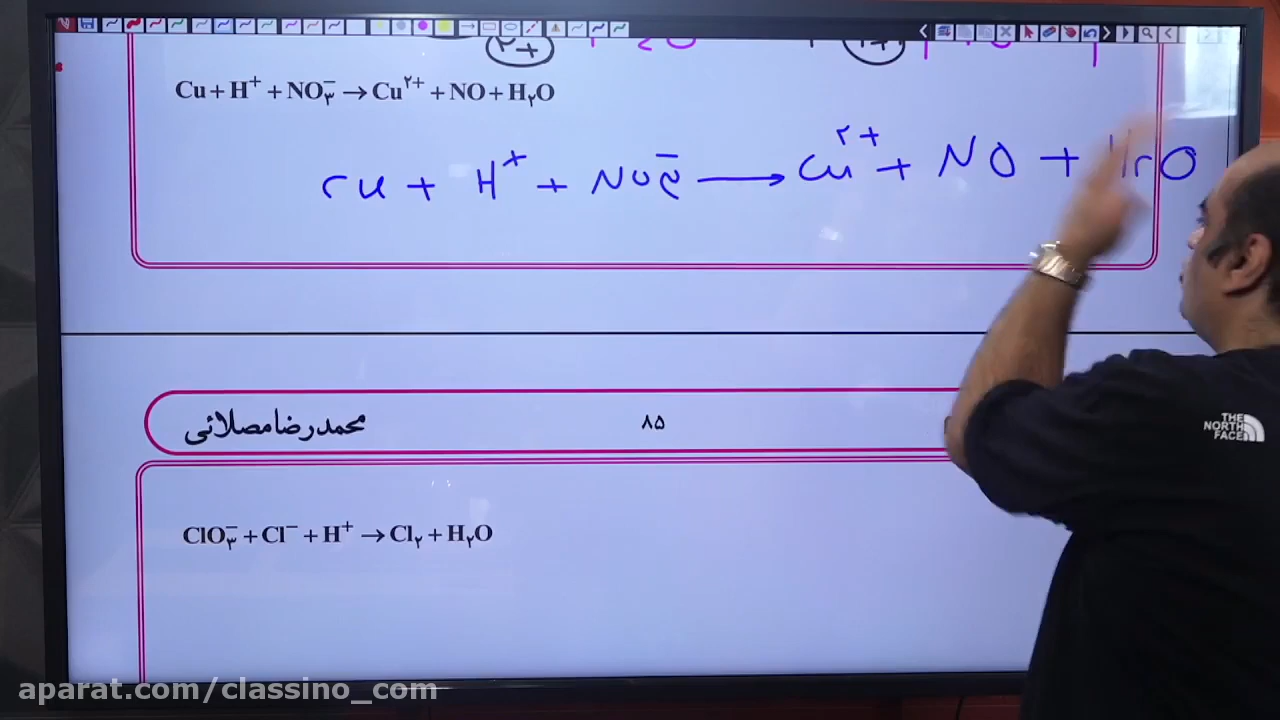 Cu + H⁺ + NO₃⁻ → Cu²⁺ + NO + H₂O
Cu + H⁺ + NO₃⁻ → Cu²⁺ + NO + H₂O
محمدرضا مصلائی
۸۵
ClO₃⁻ + Cl⁻ + H⁺ → Cl₂ + H₂O
THE
NORTH
FACE
aparat.com/classino_com